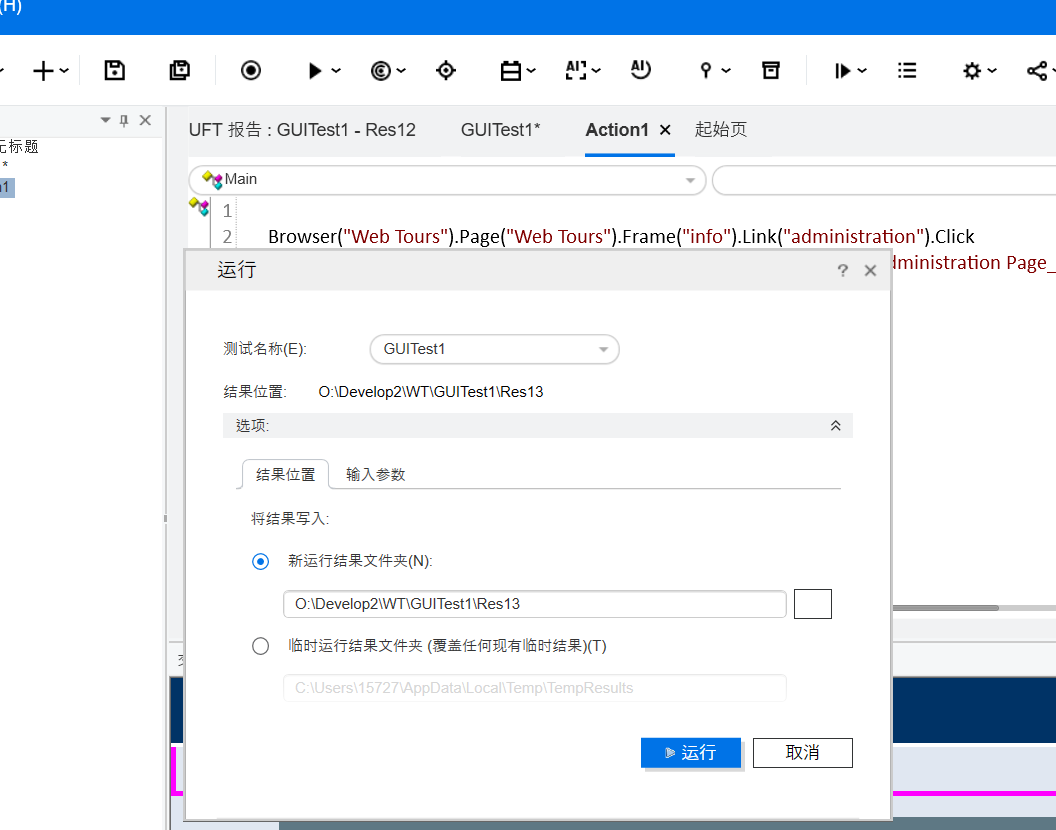 (H)
AI
AI
UFT 报告 : GUITest1 - Res12
GUITest1*
Action1
起始页
无标题
*
n1
Main
1
2
Browser("Web Tours").Page("Web Tours").Frame("info").Link("administration").Click
dministration Page_
运行
?
测试名称(E):
GUITest1
结果位置:
O:\Develop2\WT\GUITest1\Res13
选项:
结果位置
输入参数
将结果写入:
新运行结果文件夹(N):
O:\Develop2\WT\GUITest1\Res13
临时运行结果文件夹 (覆盖任何现有临时结果)(T)
C:\Users\15727\AppData\Local\Temp\TempResults
运行
取消